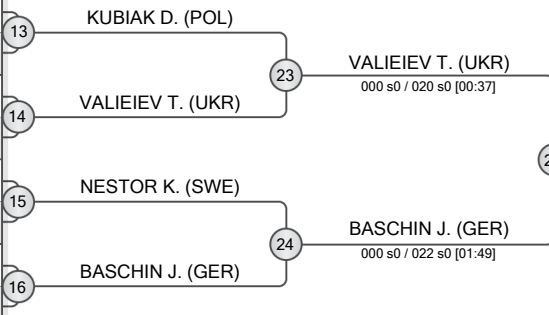 KUBIAK D. (POL)
13
23
VALIEIEV T. (UKR)
000 s0 / 020 s0 [00:37]
VALIEIEV T. (UKR)
14
NESTOR K. (SWE)
15
24
BASCHIN J. (GER)
000 s0 / 022 s0 [01:49]
BASCHIN J. (GER)
16